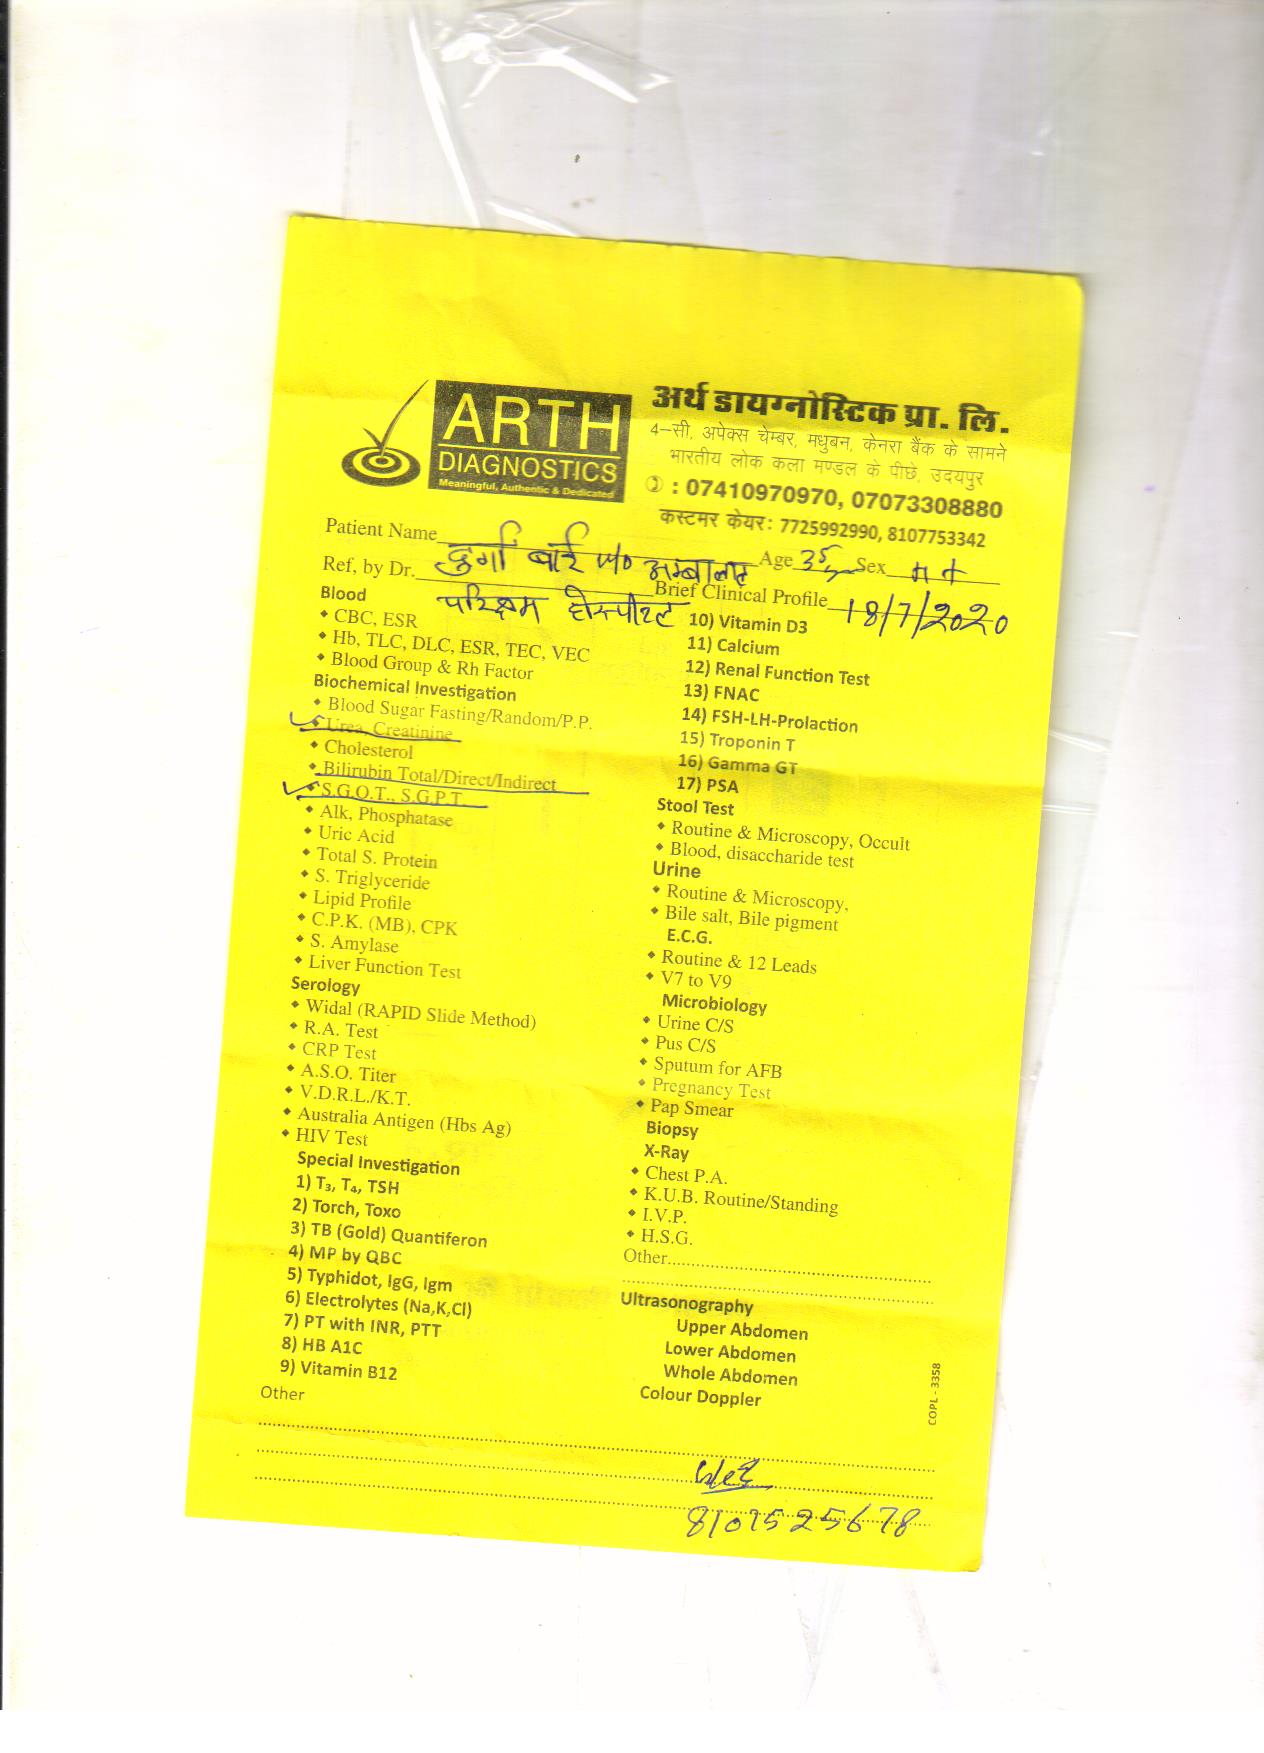 ARTH
DIAGNOSTICS
Meaningful, Authentic & Dedicated
अर्थ डायग्नोस्टिक प्रा. लि.
4–सी, अपेक्स चेम्बर, मधुबन, केनरा बैंक के सामने
भारतीय लोक कला मण्डल के पीछे, उदयपुर
: 07410970970, 07073308880
कस्टमर केयर: 7725992990, 8107753342
Patient Name दुर्गा बाई w/o अम्बालाल Age 35 Sex
Ref, by Dr. Brief Clinical Profile 18/7/2020
हॉस्पीटल
Blood
CBC, ESR
Hb, TLC, DLC, ESR, TEC, VEC
Blood Group & Rh Factor
Biochemical Investigation
Blood Sugar Fasting/Random/P.P.
Urea, Creatinine
Cholesterol
Bilirubin Total/Direct/Indirect
S.G.O.T., S.G.P.T.
Alk, Phosphatase
Uric Acid
Total S. Protein
S. Triglyceride
Lipid Profile
C.P.K. (MB), CPK
S. Amylase
Liver Function Test
Serology
Widal (RAPID Slide Method)
R.A. Test
CRP Test
A.S.O. Titer
V.D.R.L./K.T.
Australia Antigen (Hbs Ag)
HIV Test
Special Investigation
1) T₃, T₄, TSH
2) Torch, Toxo
3) TB (Gold) Quantiferon
4) MP by QBC
5) Typhidot, IgG, Igm
6) Electrolytes (Na,K,Cl)
7) PT with INR, PTT
8) HB A1C
9) Vitamin B12
Other
10) Vitamin D3
11) Calcium
12) Renal Function Test
13) FNAC
14) FSH-LH-Prolaction
15) Troponin T
16) Gamma GT
17) PSA
Stool Test
Routine & Microscopy, Occult
Blood, disaccharide test
Urine
Routine & Microscopy,
Bile salt, Bile pigment
E.C.G.
Routine & 12 Leads
V7 to V9
Microbiology
Urine C/S
Pus C/S
Sputum for AFB
Pregnancy Test
Pap Smear
Biopsy
X-Ray
Chest P.A.
K.U.B. Routine/Standing
I.V.P.
H.S.G.
Other
Ultrasonography
Upper Abdomen
Lower Abdomen
Whole Abdomen
Colour Doppler
COPL - 3358
8107525678